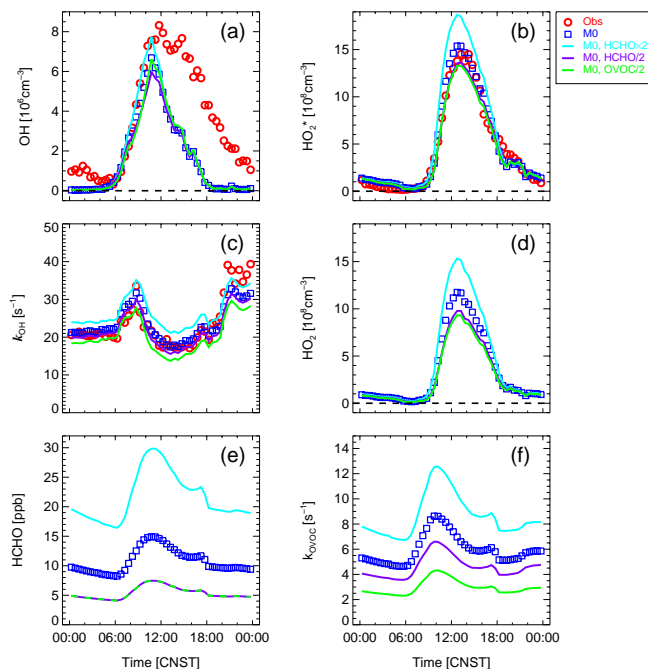 (a)
OH [10⁶cm⁻³]
8
6
4
2
0
(b)
HO₂* [10⁸cm⁻³]
15
10
5
0
Obs
M0
M0, HCHO×2
M0, HCHO/2
M0, OVOC/2
(c)
k_OH [s⁻¹]
50
40
30
20
10
0
(d)
HO₂ [10⁸cm⁻³]
15
10
5
0
(e)
HCHO [ppb]
35
30
25
20
15
10
5
0
00:00 06:00 12:00 18:00 00:00
Time [CNST]
(f)
k_OVOC [s⁻¹]
14
12
10
8
6
4
2
0
00:00 06:00 12:00 18:00 00:00
Time [CNST]